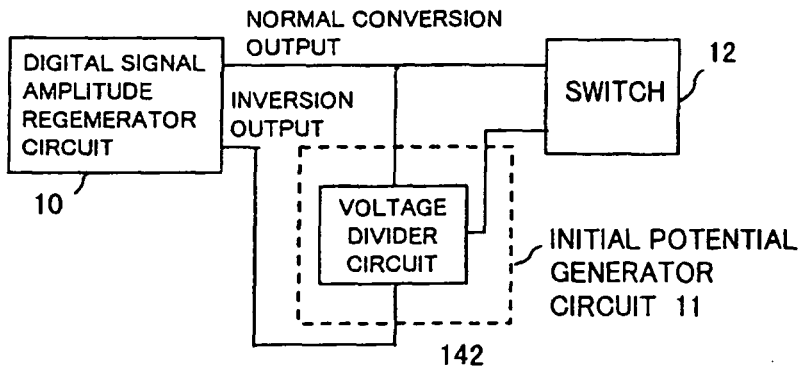 NORMAL CONVERSION
OUTPUT
DIGITAL SIGNAL
AMPLITUDE
REGEMERATOR
CIRCUIT
INVERSION
OUTPUT
SWITCH
12
10
VOLTAGE
DIVIDER
CIRCUIT
INITIAL POTENTIAL
GENERATOR
CIRCUIT 11
142